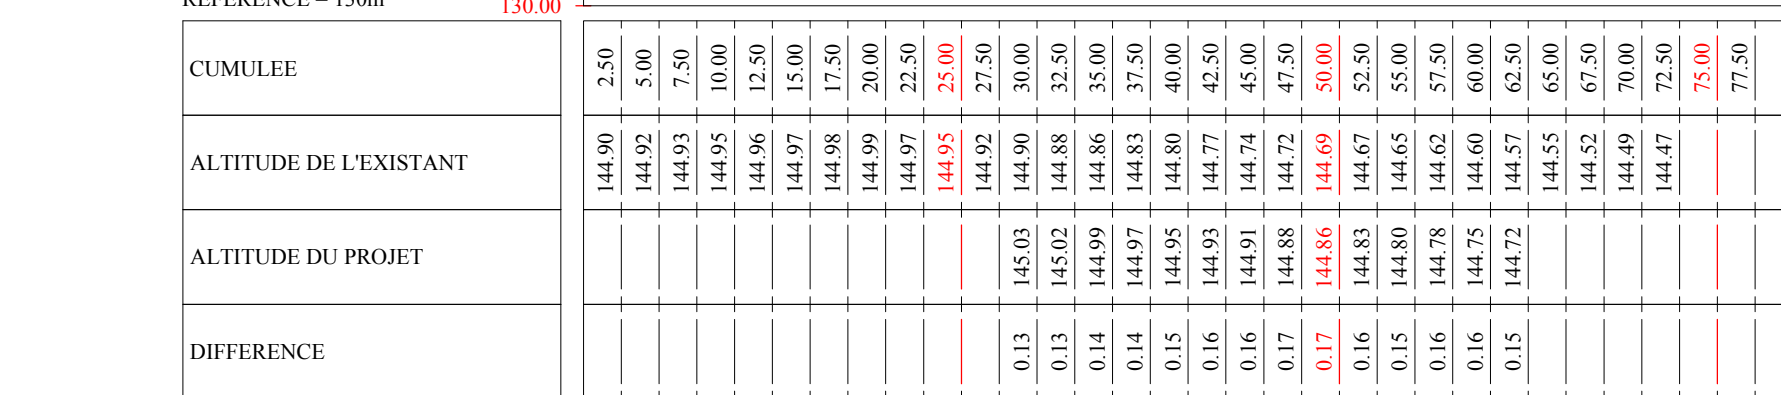 REFERENCE = 130m
130.00
CUMULEE 2.50 5.00 7.50 10.00 12.50 15.00 17.50 20.00 22.50 25.00 27.50 30.00 32.50 35.00 37.50 40.00 42.50 45.00 47.50 50.00 52.50 55.00 57.50 60.00 62.50 65.00 67.50 70.00 72.50 75.00 77.50
ALTITUDE DE L'EXISTANT 144.90 144.92 144.93 144.95 144.96 144.97 144.98 144.99 144.97 144.95 144.92 144.90 144.88 144.86 144.83 144.80 144.77 144.74 144.72 144.69 144.67 144.65 144.62 144.60 144.57 144.55 144.52 144.49 144.47
ALTITUDE DU PROJET 145.03 145.02 144.99 144.97 144.95 144.93 144.91 144.88 144.86 144.83 144.80 144.78 144.75 144.72
DIFFERENCE 0.13 0.13 0.14 0.14 0.15 0.16 0.16 0.17 0.17 0.16 0.15 0.16 0.16 0.15